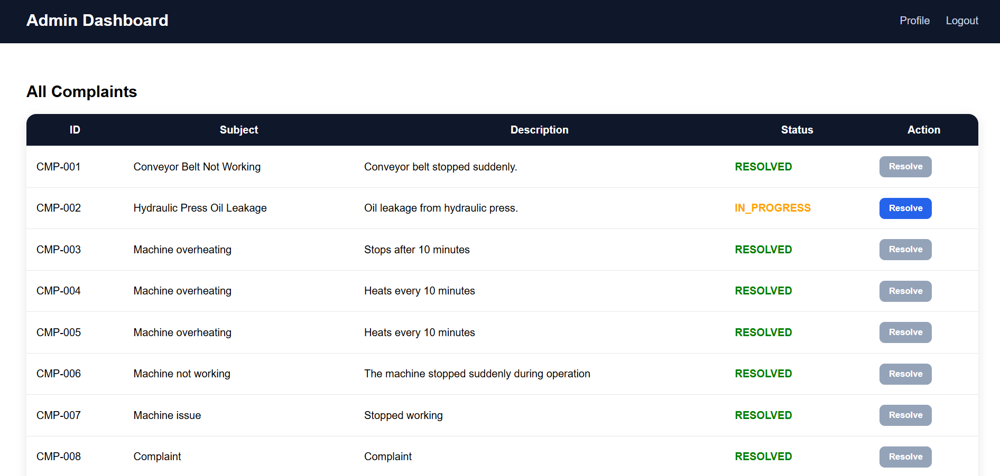 Admin Dashboard Profile Logout
All Complaints
ID Subject Description Status Action
CMP-001 Conveyor Belt Not Working Conveyor belt stopped suddenly. RESOLVED Resolve
CMP-002 Hydraulic Press Oil Leakage Oil leakage from hydraulic press. IN_PROGRESS Resolve
CMP-003 Machine overheating Stops after 10 minutes RESOLVED Resolve
CMP-004 Machine overheating Heats every 10 minutes RESOLVED Resolve
CMP-005 Machine overheating Heats every 10 minutes RESOLVED Resolve
CMP-006 Machine not working The machine stopped suddenly during operation RESOLVED Resolve
CMP-007 Machine issue Stopped working RESOLVED Resolve
CMP-008 Complaint Complaint RESOLVED Resolve